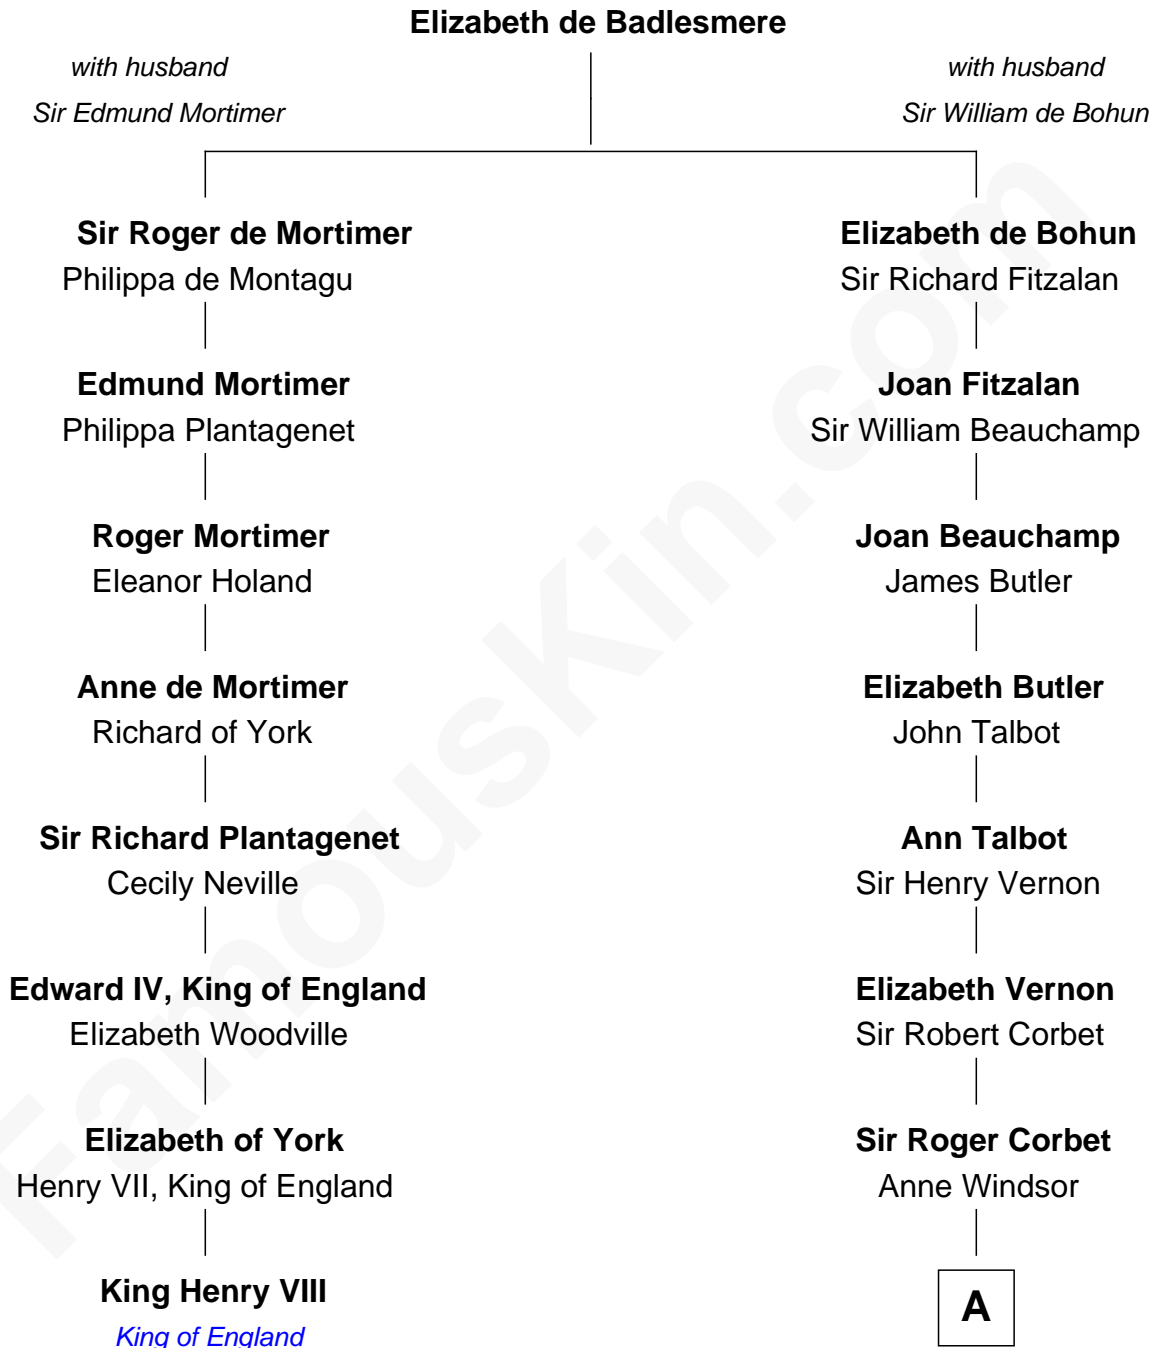 Elizabeth de Badlesmere
with husband
Sir Edmund Mortimer
with husband
Sir William de Bohun
Sir Roger de Mortimer
Philippa de Montagu
Elizabeth de Bohun
Sir Richard Fitzalan
Edmund Mortimer
Philippa Plantagenet
Joan Fitzalan
Sir William Beauchamp
Roger Mortimer
Eleanor Holand
Joan Beauchamp
James Butler
Anne de Mortimer
Richard of York
Elizabeth Butler
John Talbot
Sir Richard Plantagenet
Cecily Neville
Ann Talbot
Sir Henry Vernon
Edward IV, King of England
Elizabeth Woodville
Elizabeth Vernon
Sir Robert Corbet
Elizabeth of York
Henry VII, King of England
Sir Roger Corbet
Anne Windsor
King Henry VIII
King of England
A
FamousKin.com